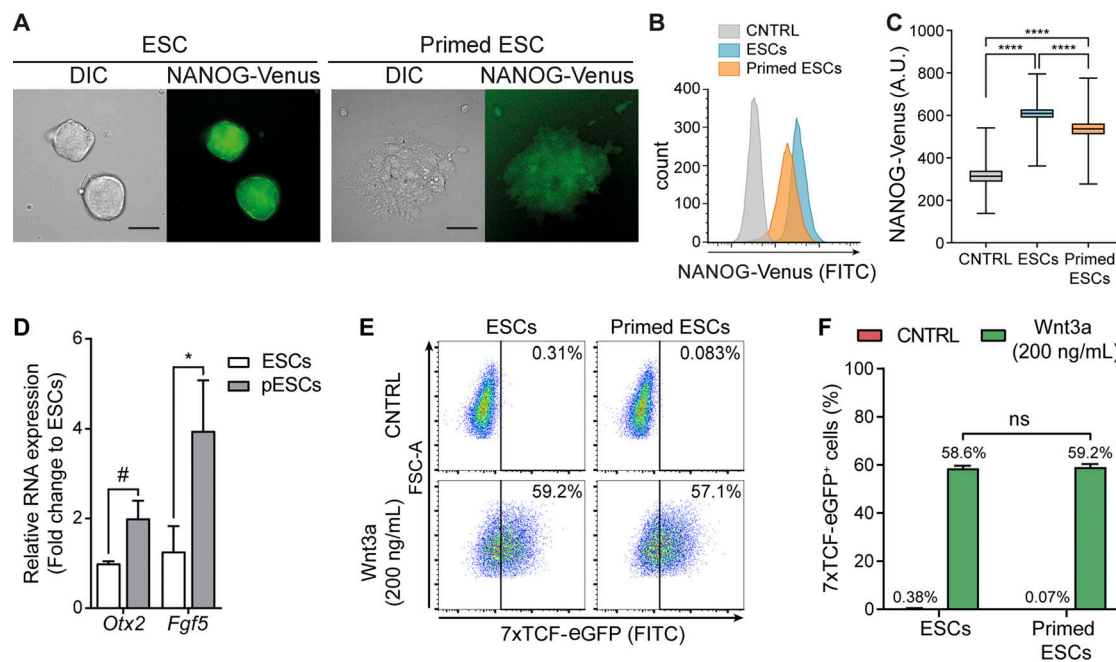 A
ESC
Primed ESC
DIC
NANOG-Venus
DIC
NANOG-Venus
B
CNTRL
ESCs
Primed ESCs
400
300
200
100
0
count
NANOG-Venus (FITC)
C
1000
800
600
400
200
0
NANOG-Venus (A.U.)
****
****
****
CNTRL
ESCs
Primed
ESCs
D
6
4
2
0
Relative RNA expression
(Fold change to ESCs)
ESCs
pESCs
#
*
Otx2
Fgf5
E
ESCs
Primed ESCs
CNTRL
0.31%
0.083%
FSC-A
Wnt3a
(200 ng/mL)
59.2%
57.1%
7xTCF-eGFP (FITC)
F
CNTRL
Wnt3a
(200 ng/mL)
100
80
60
40
20
0
7xTCF-eGFP⁺ cells (%)
ns
58.6%
59.2%
0.38%
0.07%
ESCs
Primed
ESCs